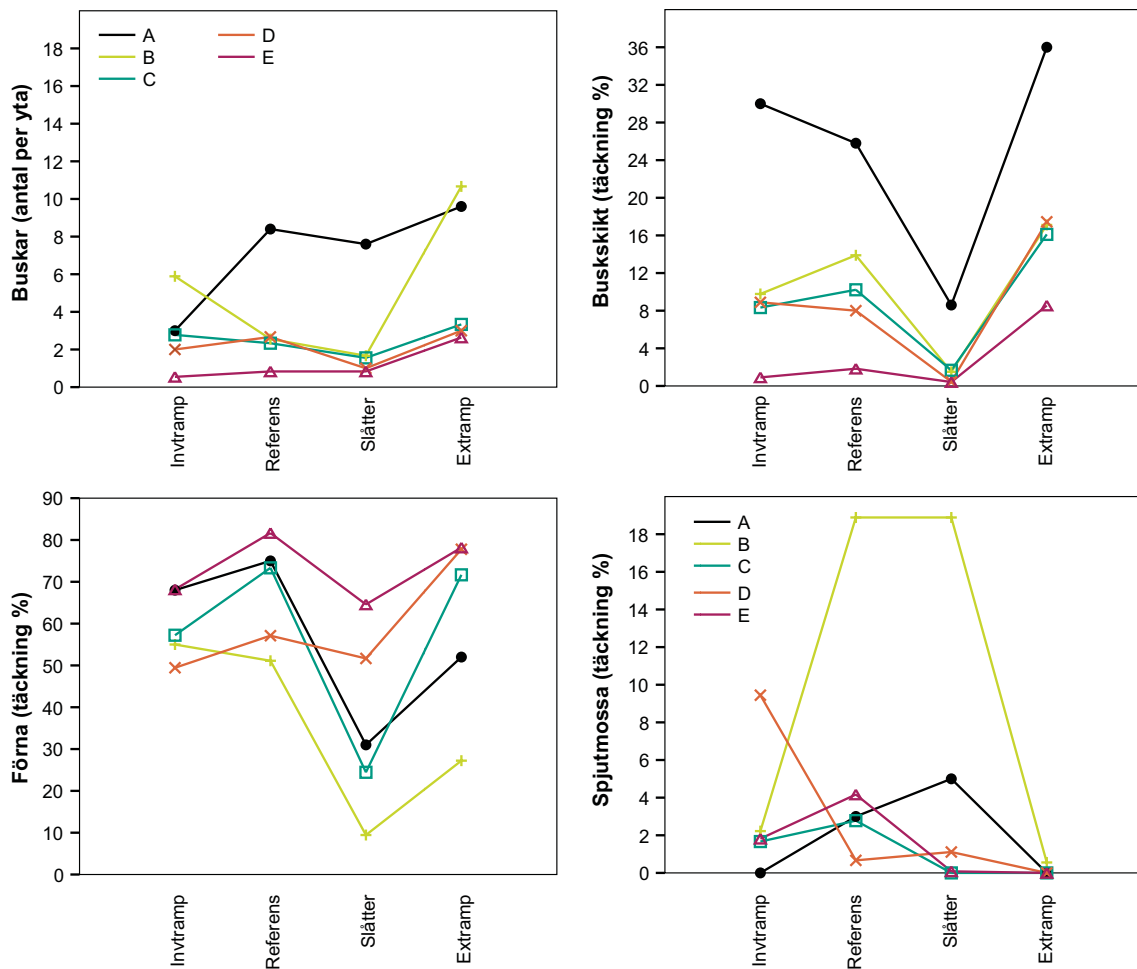 Buskar (antal per yta)
18
16
14
12
10
8
6
4
2
0
A
B
C
D
E
Invtramp
Referens
Slåtter
Extramp
Buskskikt (täckning %)
36
32
28
24
20
16
12
8
4
0
Invtramp
Referens
Slåtter
Extramp
Förna (täckning %)
90
80
70
60
50
40
30
20
10
0
Invtramp
Referens
Slåtter
Extramp
Spjutmossa (täckning %)
18
16
14
12
10
8
6
4
2
0
A
B
C
D
E
Invtramp
Referens
Slåtter
Extramp